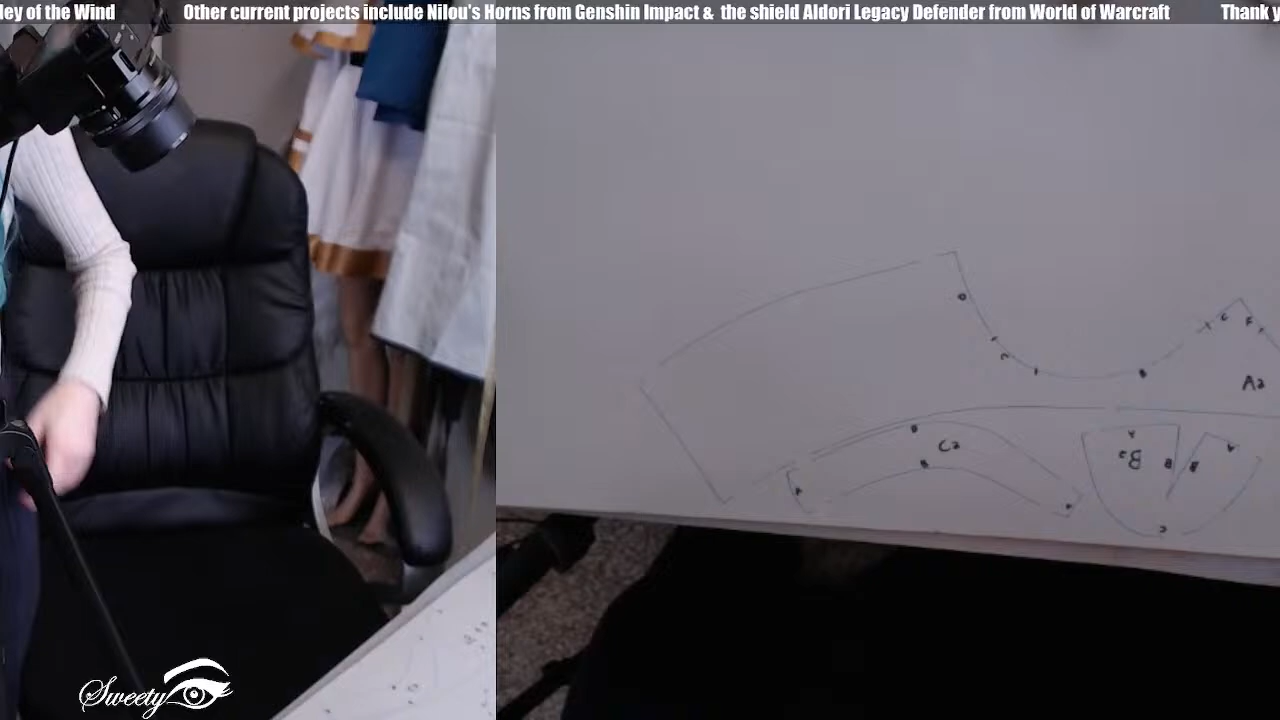 ley of the Wind Other current projects include Nilou's Horns from Genshin Impact & the shield Aldori Legacy Defender from World of Warcraft Thank y
A2
C2
B2
Sweety